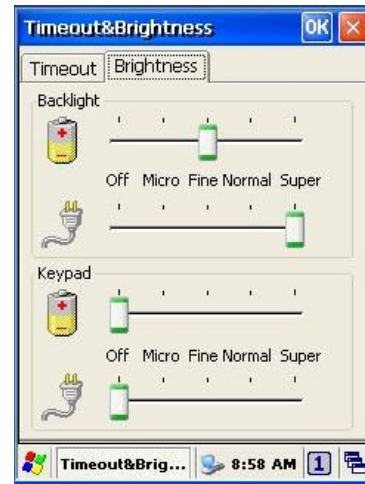 Timeout&Brightness OK
Timeout Brightness
Backlight
Off Micro Fine Normal Super
Keypad
Off Micro Fine Normal Super
Timeout&Brig... 8:58 AM 1